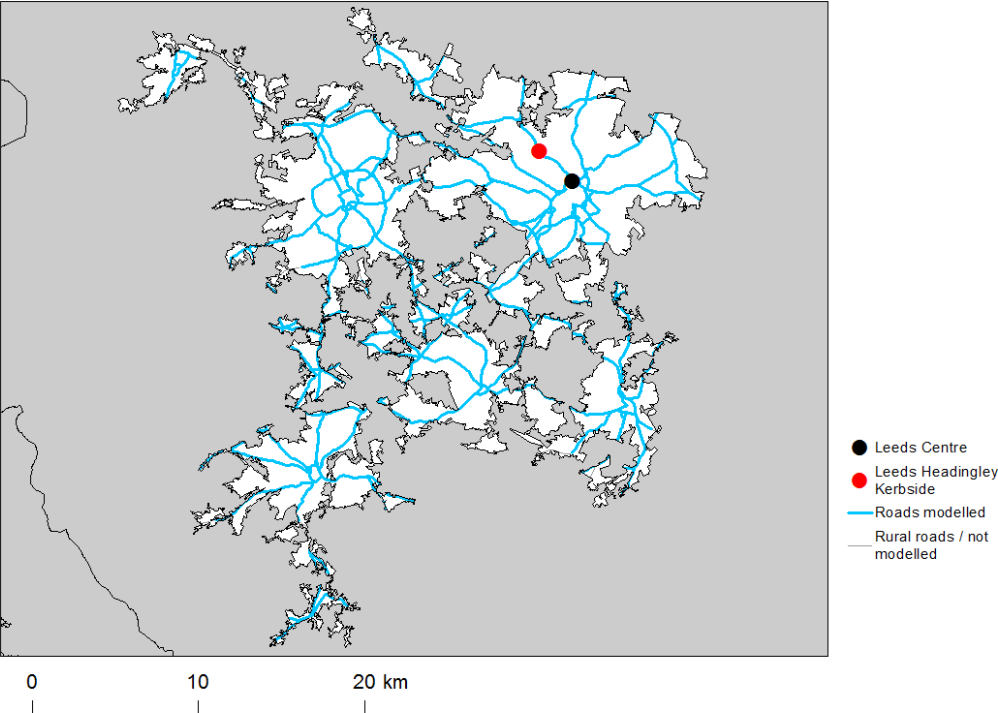 Leeds Centre
Leeds Headingley
Kerbside
Roads modelled
Rural roads / not
modelled
0 10 20 km